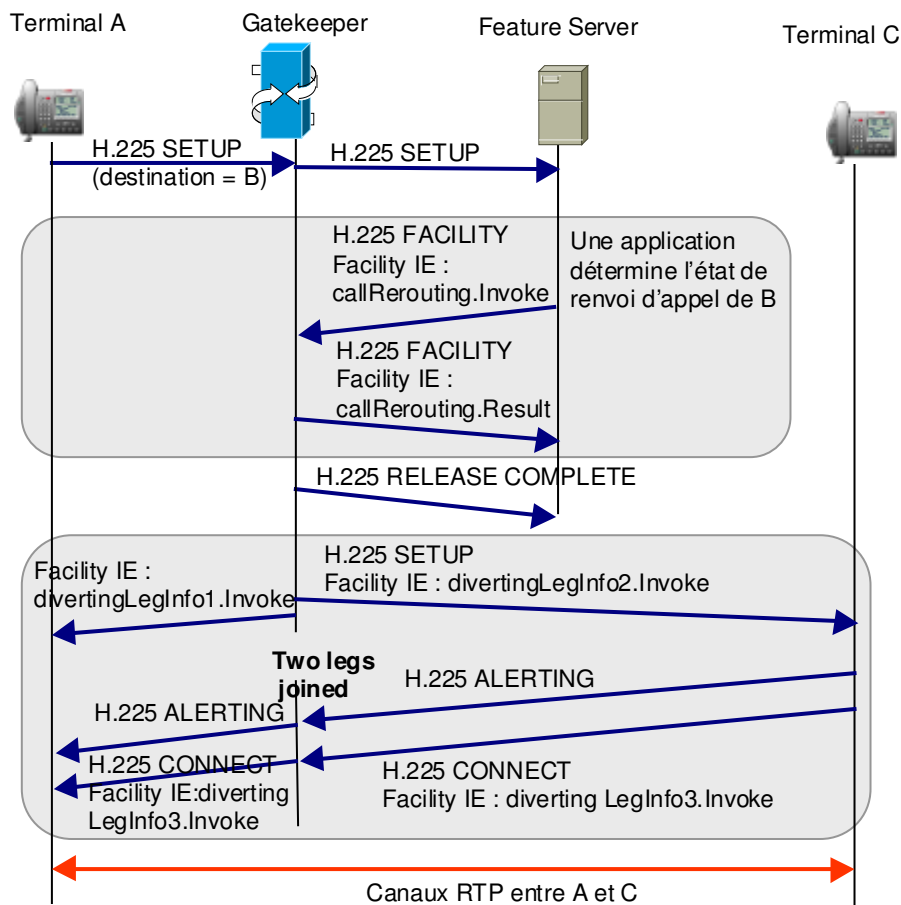 Terminal A
Gatekeeper
Feature Server
Terminal C
H.225 SETUP
(destination = B)
H.225 SETUP
H.225 FACILITY
Facility IE :
callRerouting.Invoke
Une application
détermine l'état de
renvoi d'appel de B
H.225 FACILITY
Facility IE :
callRerouting.Result
H.225 RELEASE COMPLETE
H.225 SETUP
Facility IE : divertingLegInfo2.Invoke
Facility IE :
divertingLegInfo1.Invoke
Two legs
joined
H.225 ALERTING
H.225 ALERTING
H.225 CONNECT
Facility IE:diverting
LegInfo3.Invoke
H.225 CONNECT
Facility IE : diverting LegInfo3.Invoke
Canaux RTP entre A et C